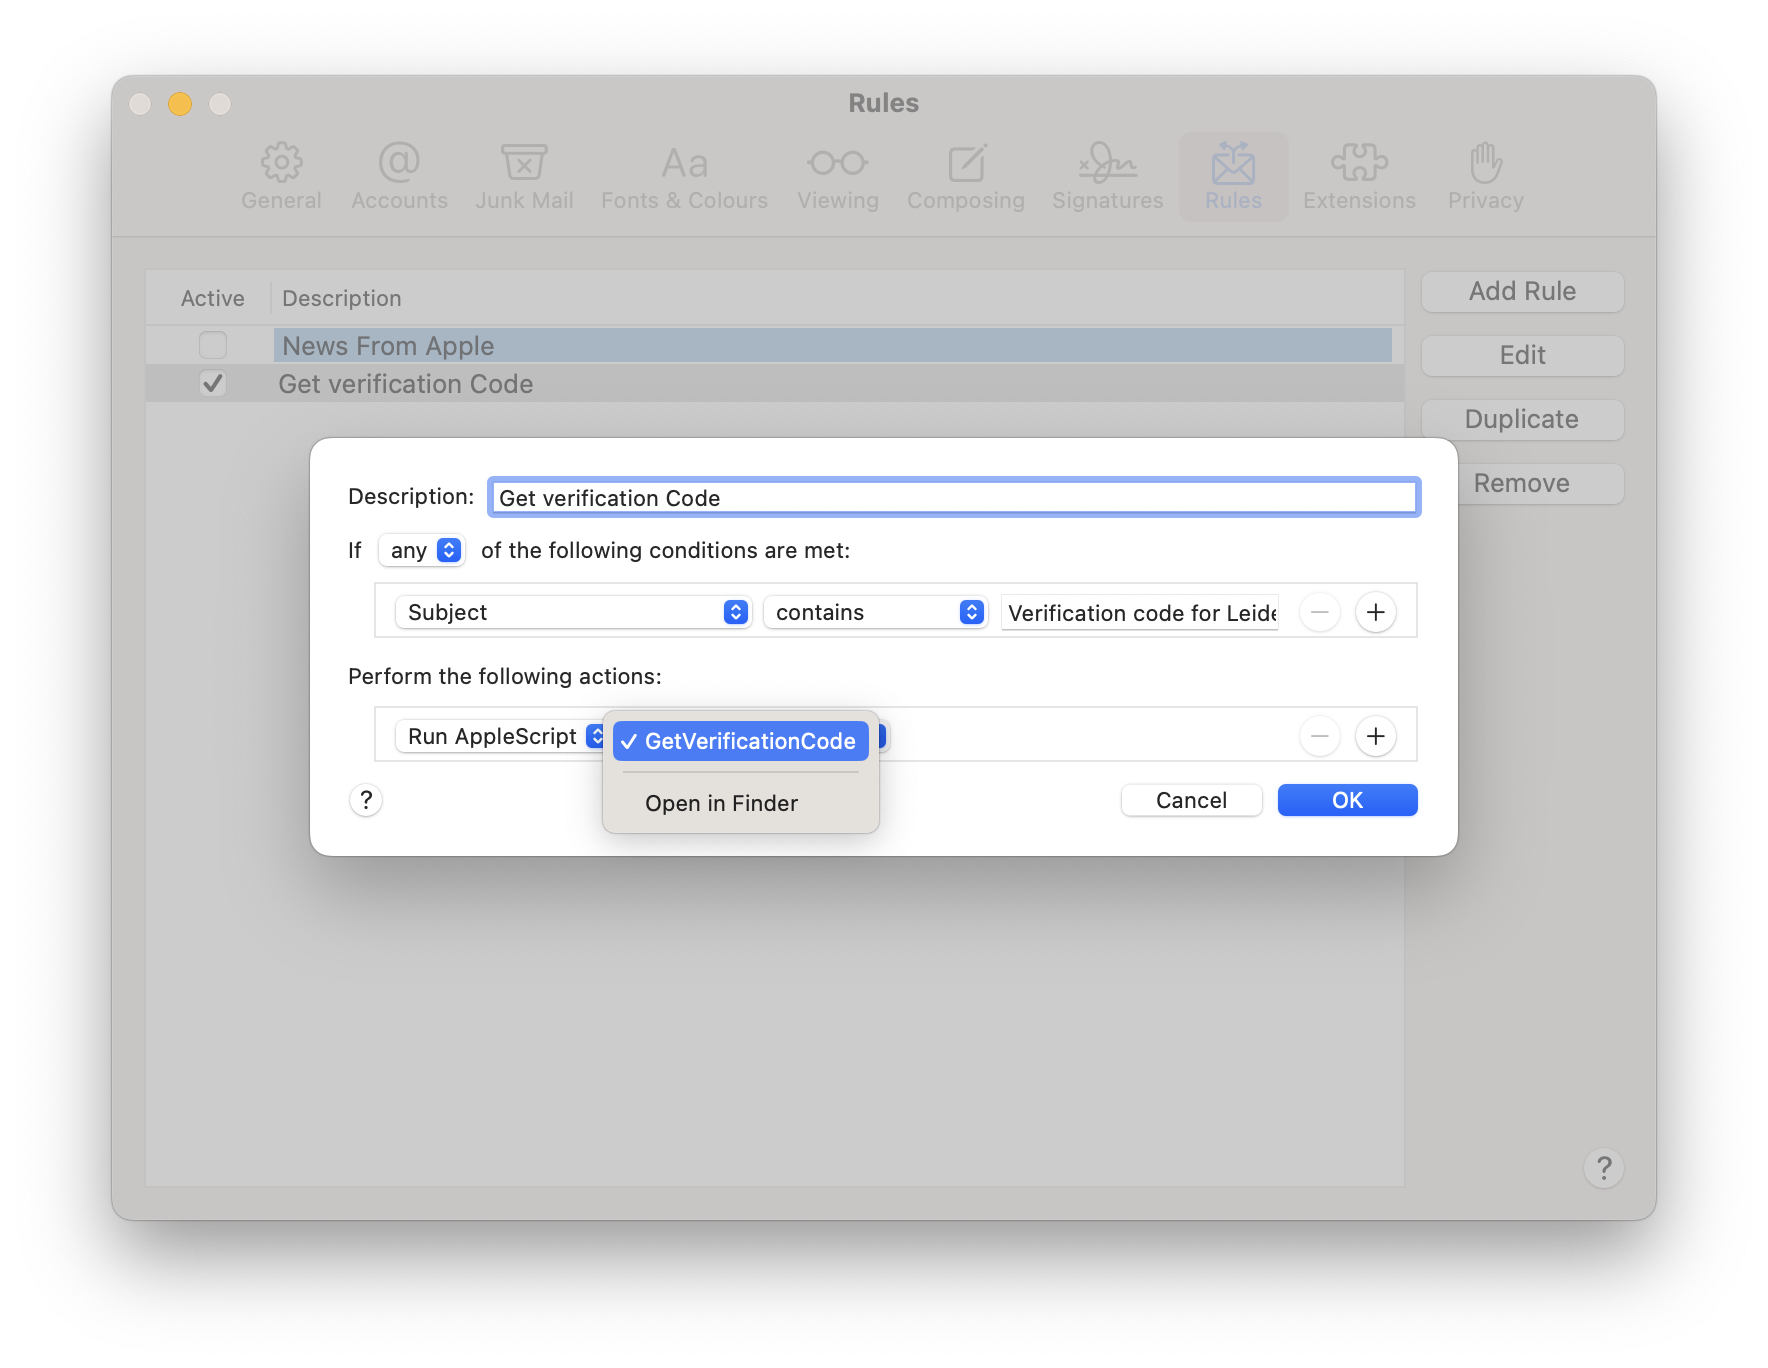 Rules
General Accounts Junk Mail Fonts & Colours Viewing Composing Signatures Rules Extensions Privacy
Active Description
News From Apple
Get verification Code
Add Rule
Edit
Duplicate
Remove
Description: Get verification Code
If any of the following conditions are met:
Subject contains Verification code for
Perform the following actions:
Run AppleScript GetVerificationCode
Open in Finder
? Cancel OK
?